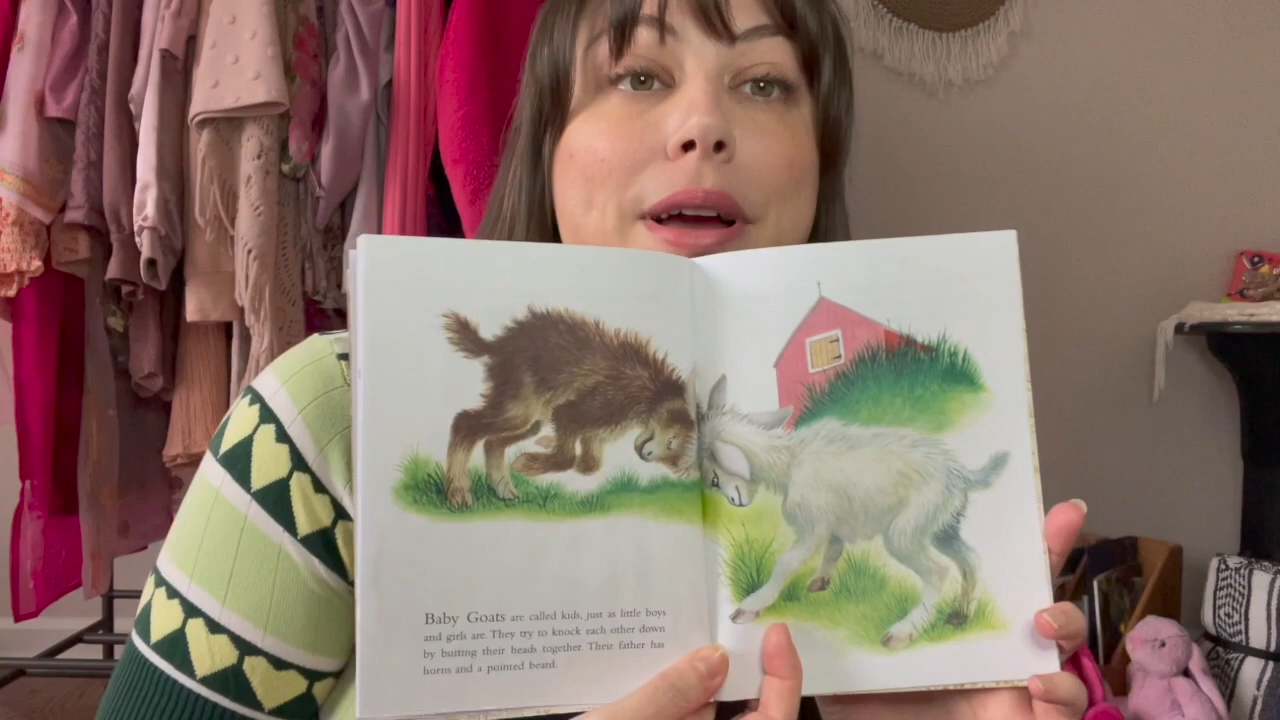 Baby Goats are called kids, just as little boys
and girls are. They try to knock each other down
by butting their heads together. Their father has
horns and a pointed beard.